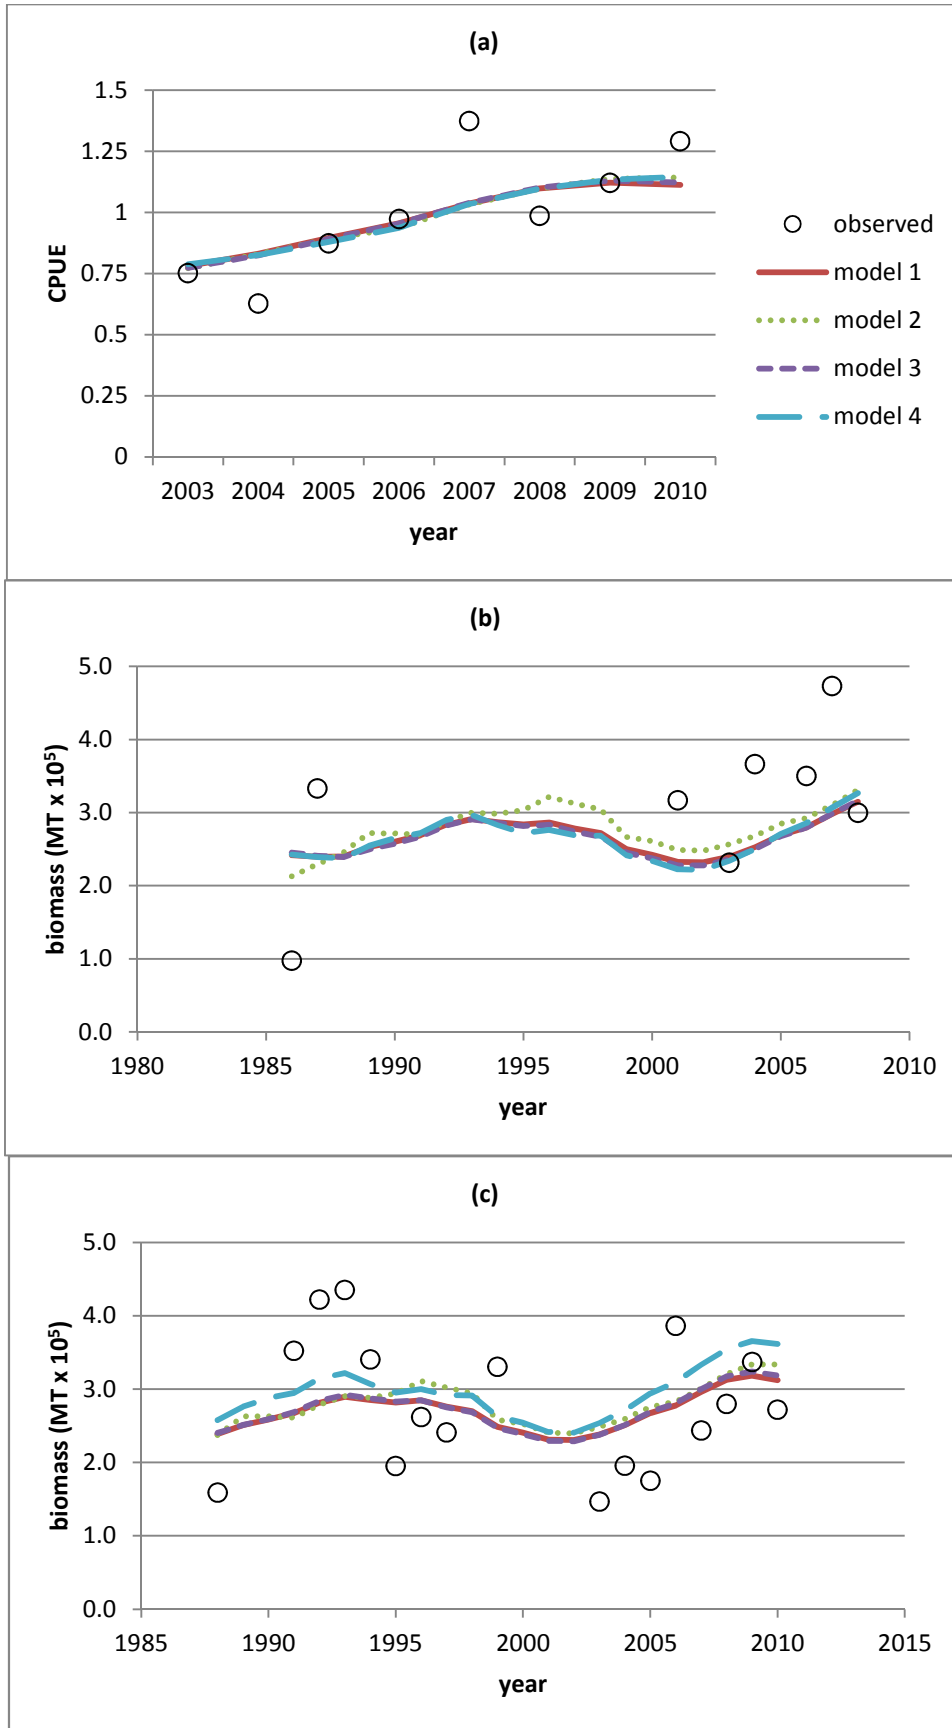 (a)
1.5
1.25
1
0.75
0.5
0.25
0
CPUE
2003 2004 2005 2006 2007 2008 2009 2010
year
observed
model 1
model 2
model 3
model 4
(b)
5.0
4.0
3.0
2.0
1.0
0.0
biomass (MT x 10⁵)
1980 1985 1990 1995 2000 2005 2010
year
(c)
5.0
4.0
3.0
2.0
1.0
0.0
biomass (MT x 10⁵)
1985 1990 1995 2000 2005 2010 2015
year